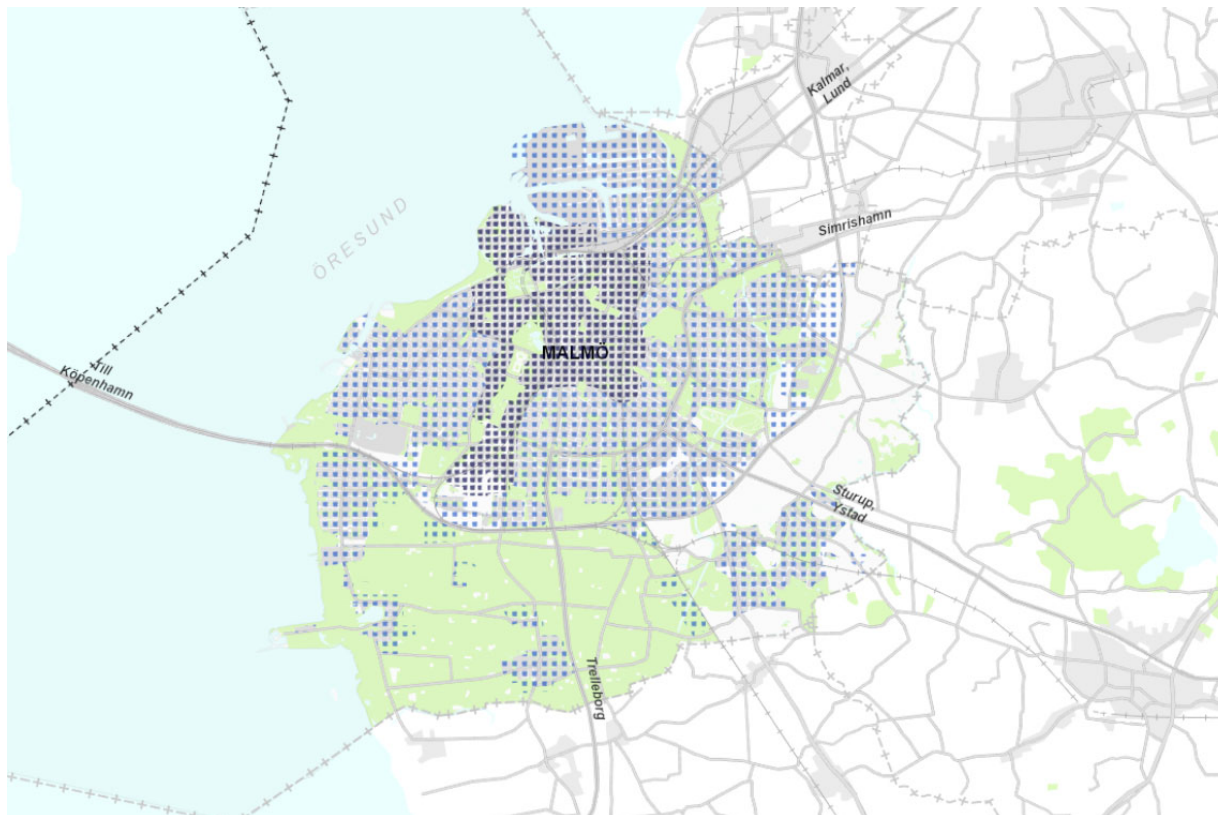 Kalmar,
Lund
ÖRESUND
Simrishamn
MALMÖ
Till
Köpenhamn
Sturup,
Ystad
Trelleborg